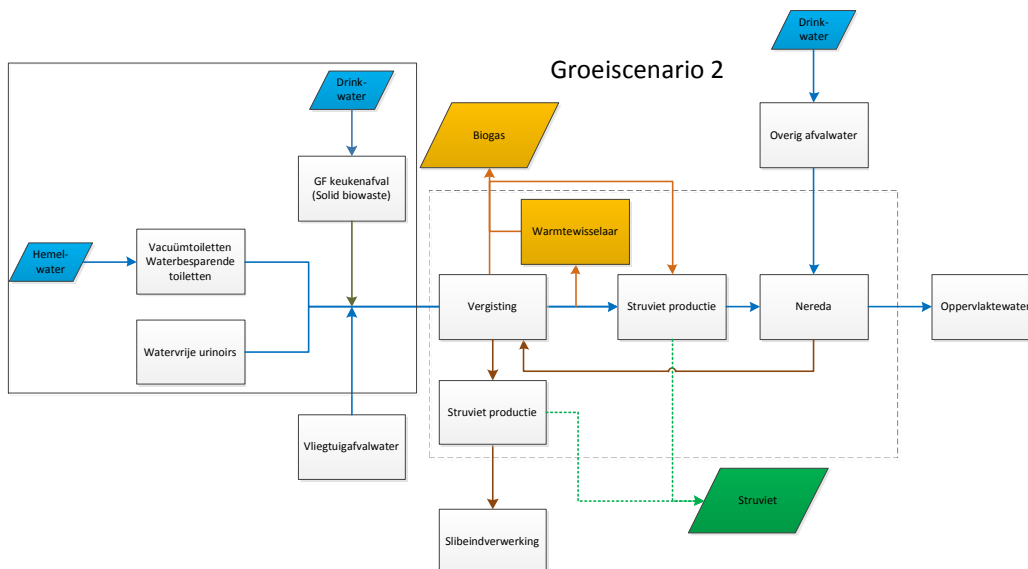 Groeiscenario 2
Drink-
water
Drink-
water
Biogas
Overig afvalwater
GF keukenafval
(Solid biowaste)
Warmtewisselaar
Hemel-
water
Vacuümtoiletten
Waterbesparende
toiletten
Vergisting
Struviet productie
Nereda
Oppervlaktewater
Watervrije urinoirs
Struviet productie
Vliegtuigafvalwater
Struviet
Slibeindverwerking